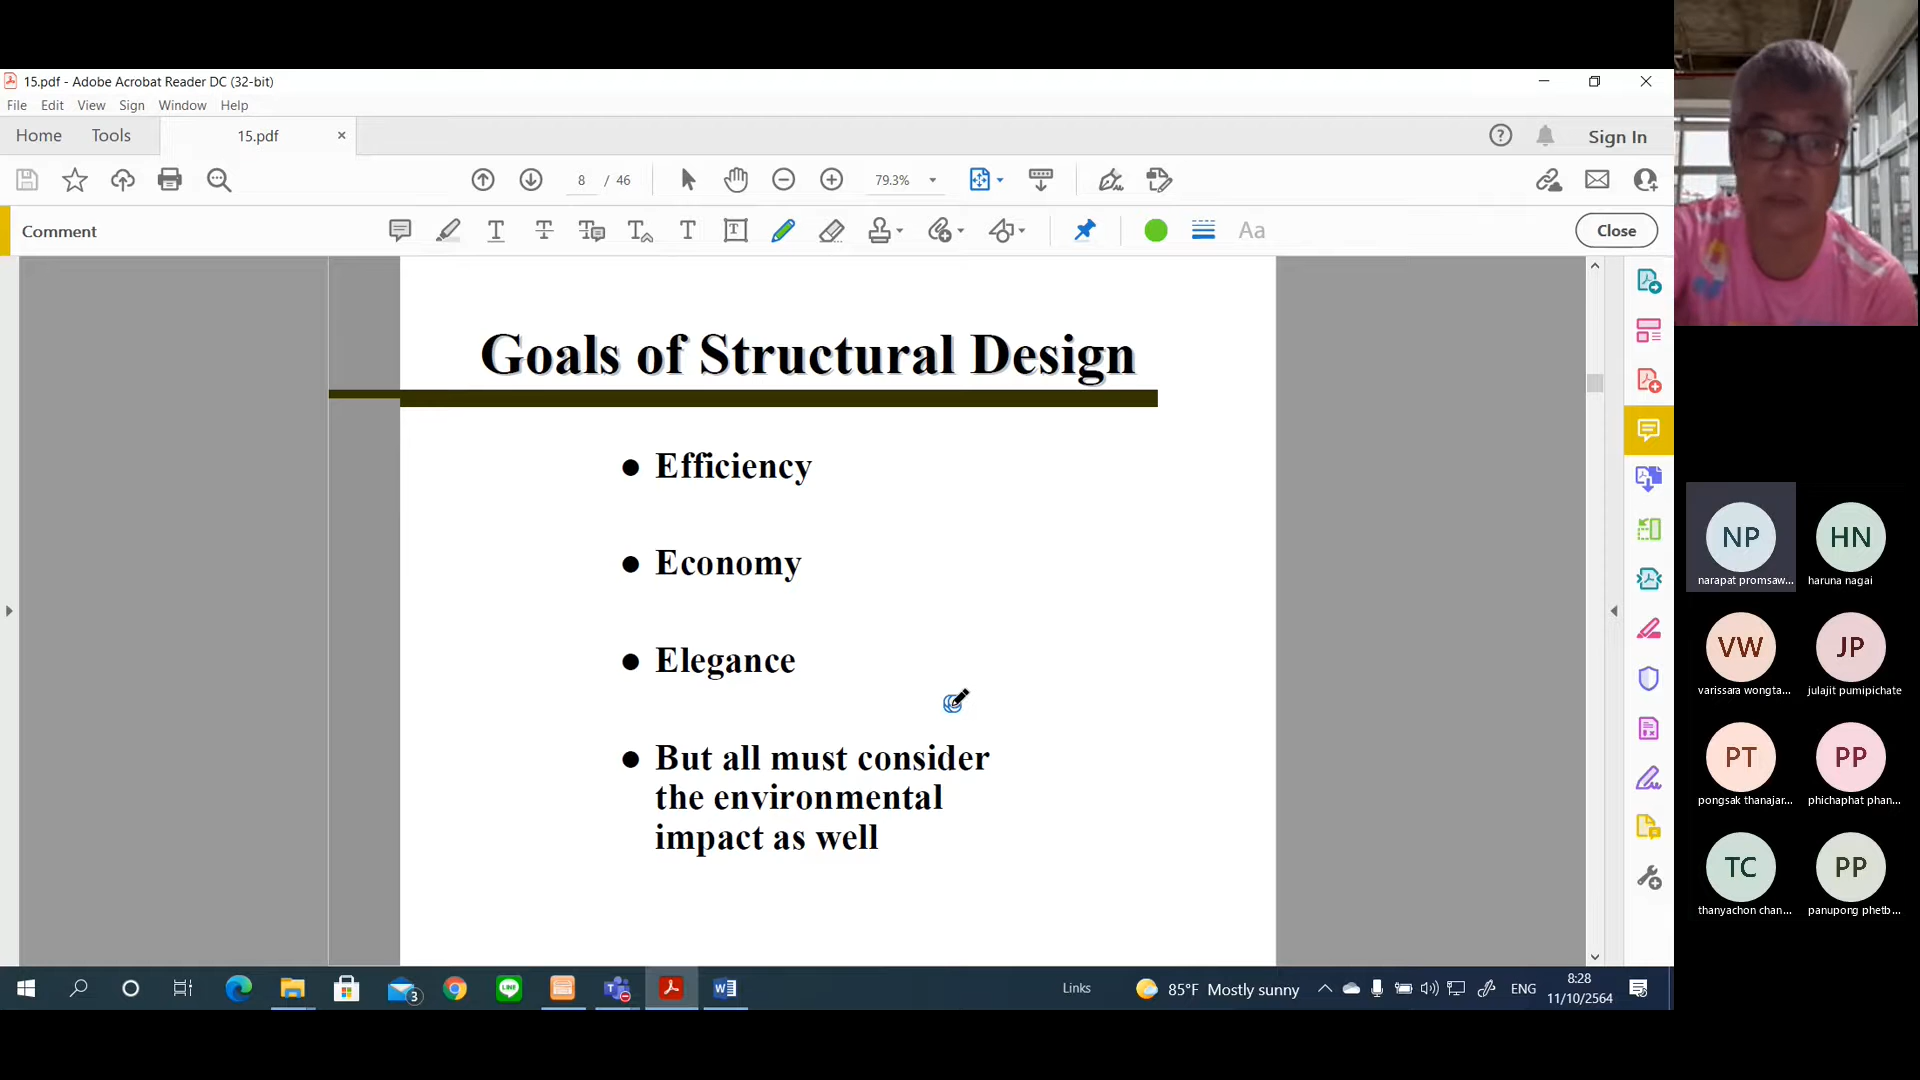 15.pdf - Adobe Acrobat Reader DC (32-bit)
File Edit View Sign Window Help
Home Tools 15.pdf Sign In
8 / 46 79.3%
Comment Aa Close
Goals of Structural Design
● Efficiency
● Economy
● Elegance
● But all must consider
the environmental
impact as well
NP HN
narapat promsaw... haruna nagai
VW JP
varissara wongta... julajit pumipichate
PT PP
pongsak thanajar... phichaphat phan...
TC PP
thanyachon chan... panupong phetb...
3 Links 85°F Mostly sunny ENG 8:28
11/10/2564